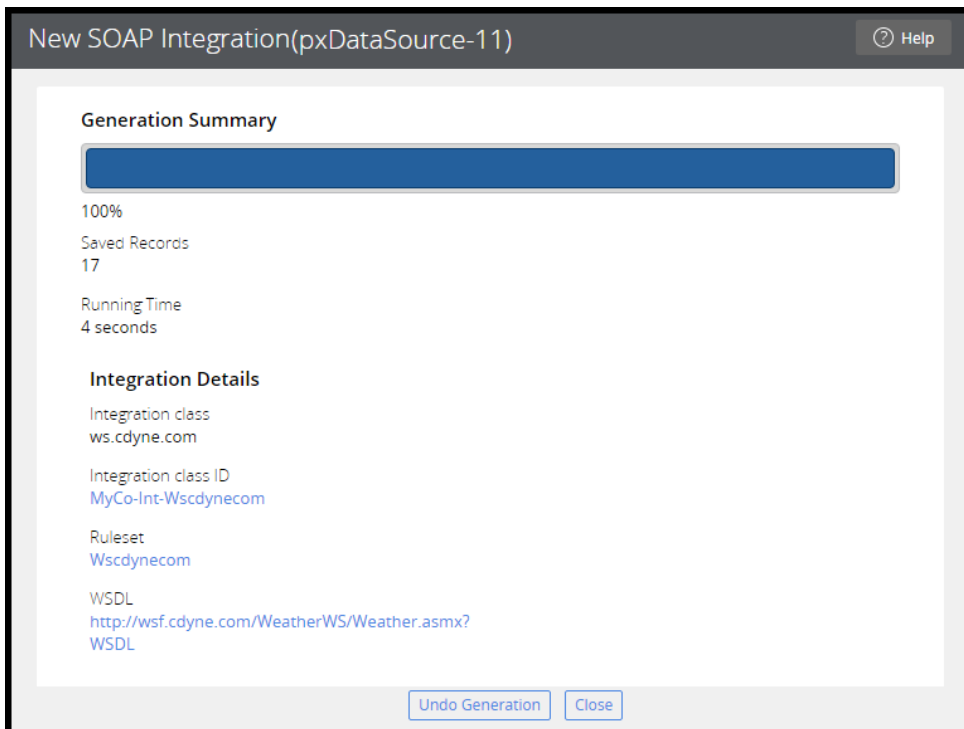 New SOAP Integration(pxDataSource-11)
? Help
Generation Summary
100%
Saved Records
17
Running Time
4 seconds
Integration Details
Integration class
ws.cdyne.com
Integration class ID
MyCo-Int-Wscdynecom
Ruleset
Wscdynecom
WSDL
http://wsf.cdyne.com/WeatherWS/Weather.asmx?
WSDL
Undo Generation
Close